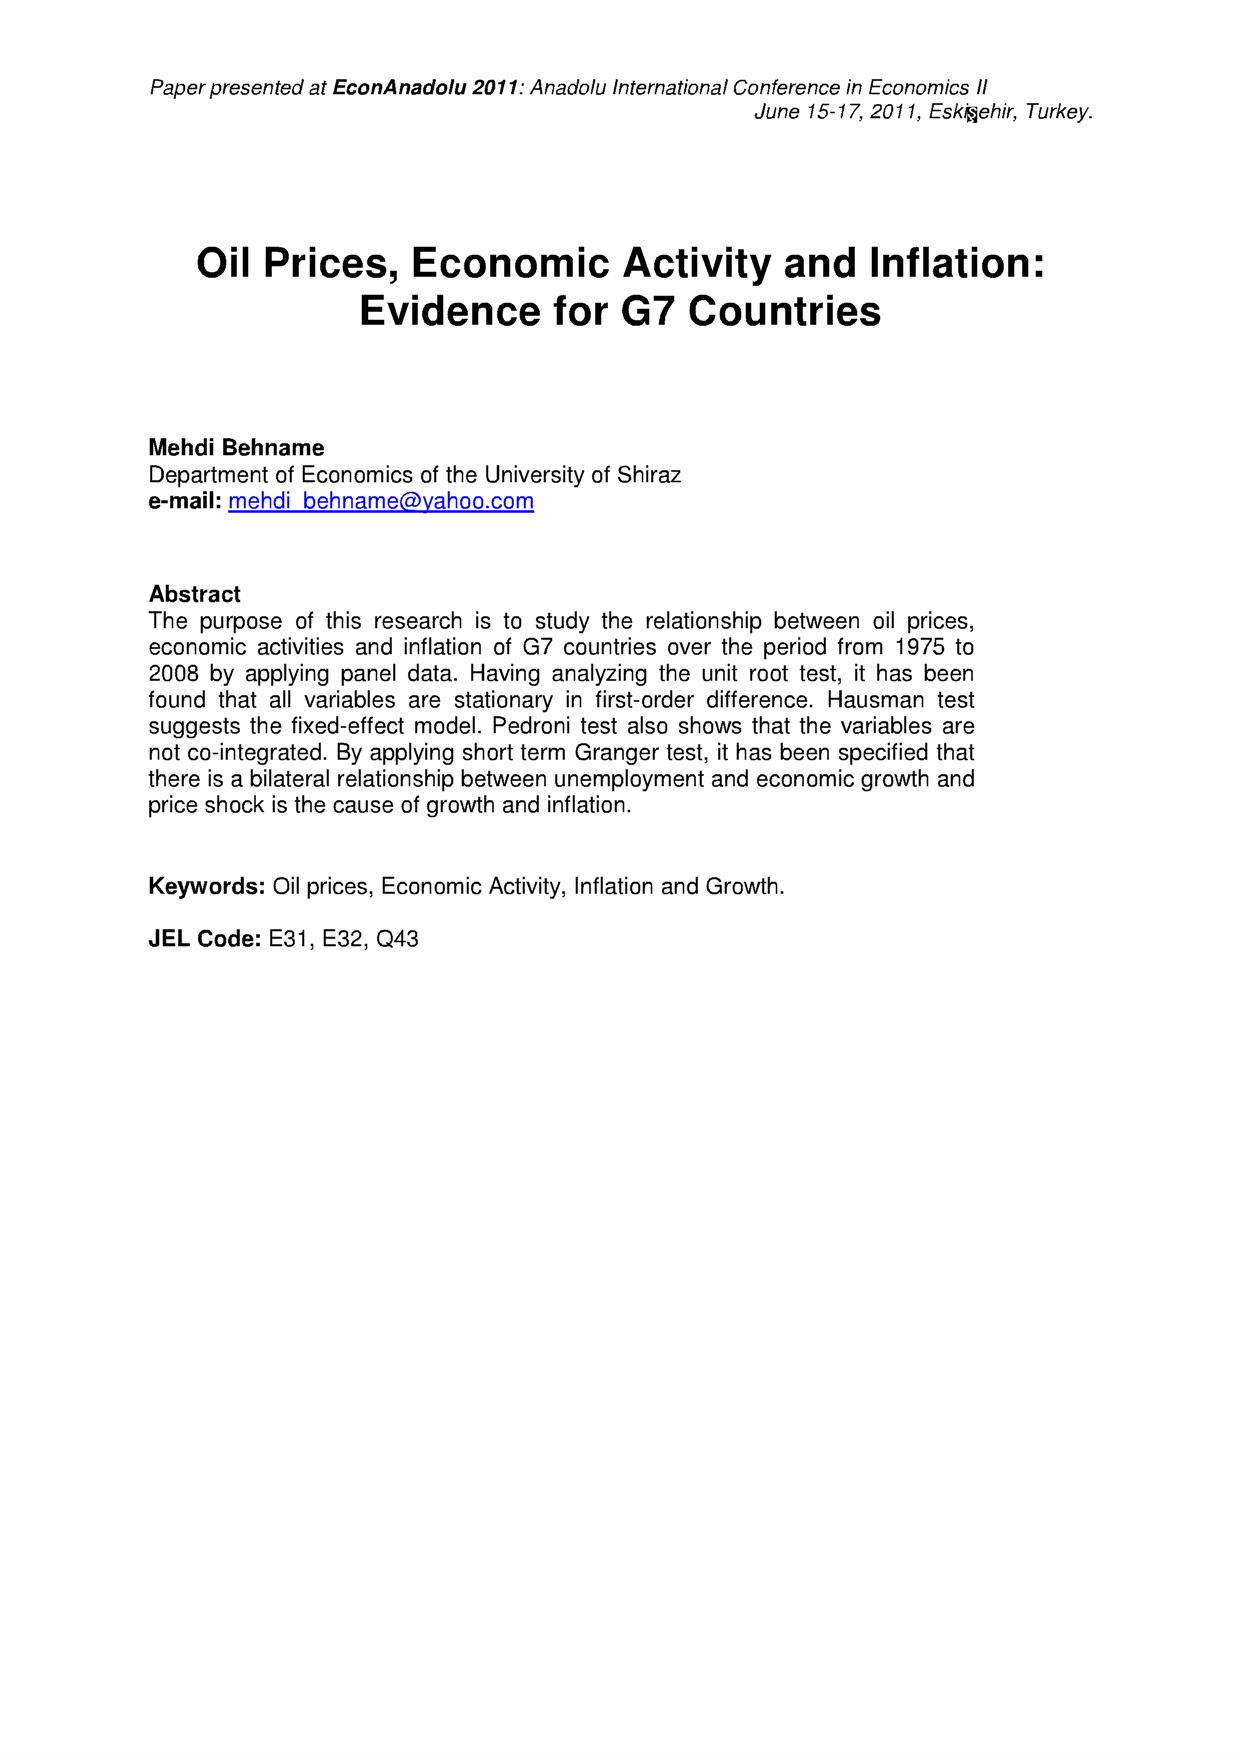 Paper presented at EconAnadolu 2011: Anadolu International Conference in Economics II
June 15-17, 2011, Eskişehir, Turkey.
Oil Prices, Economic Activity and Inflation:
Evidence for G7 Countries
Mehdi Behname
Department of Economics of the University of Shiraz
e-mail: mehdi_behname@yahoo.com
Abstract
The purpose of this research is to study the relationship between oil prices,
economic activities and inflation of G7 countries over the period from 1975 to
2008 by applying panel data. Having analyzing the unit root test, it has been
found that all variables are stationary in first-order difference. Hausman test
suggests the fixed-effect model. Pedroni test also shows that the variables are
not co-integrated. By applying short term Granger test, it has been specified that
there is a bilateral relationship between unemployment and economic growth and
price shock is the cause of growth and inflation.
Keywords: Oil prices, Economic Activity, Inflation and Growth.
JEL Code: E31, E32, Q43